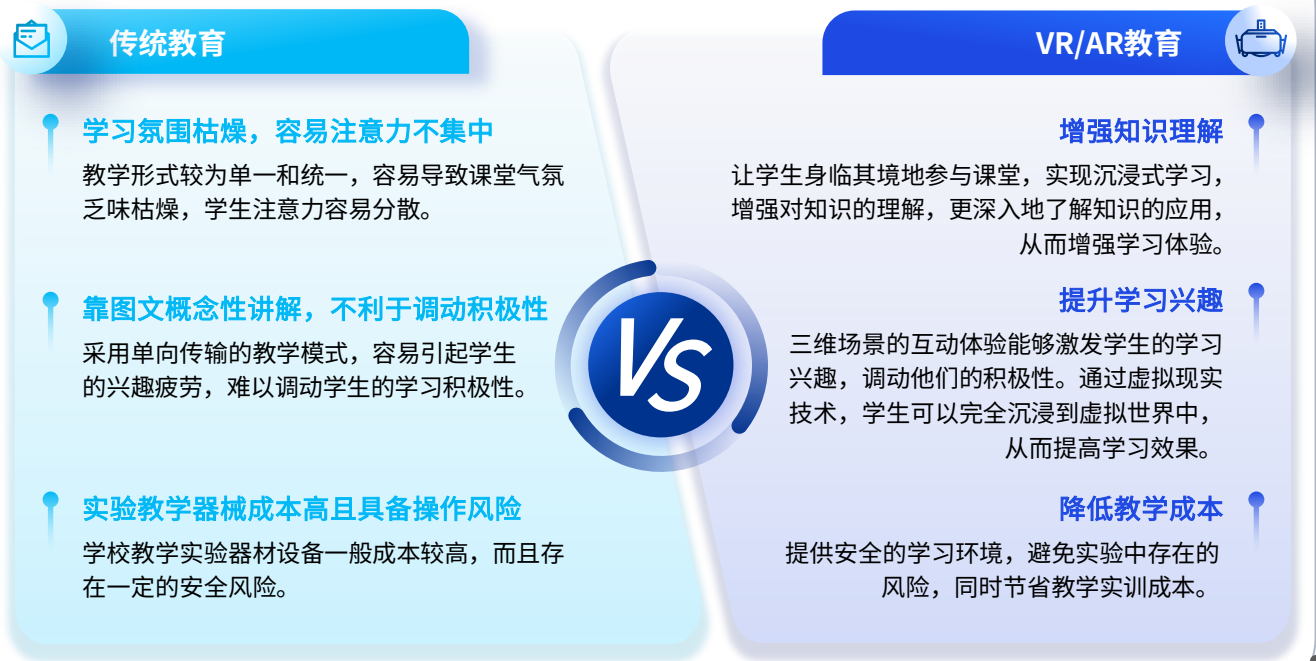 传统教育
学习氛围枯燥，容易注意力不集中
教学形式较为单一和统一，容易导致课堂气氛
乏味枯燥，学生注意力容易分散。
靠图文概念性讲解，不利于调动积极性
采用单向传输的教学模式，容易引起学生
的兴趣疲劳，难以调动学生的学习积极性。
实验教学器械成本高且具备操作风险
学校教学实验器材设备一般成本较高，而且存
在一定的安全风险。
VS
VR/AR教育
增强知识理解
让学生身临其境地参与课堂，实现沉浸式学习，
增强对知识的理解，更深入地了解知识的应用，
从而增强学习体验。
提升学习兴趣
三维场景的互动体验能够激发学生的学习
兴趣，调动他们的积极性。通过虚拟现实
技术，学生可以完全沉浸到虚拟世界中，
从而提高学习效果。
降低教学成本
提供安全的学习环境，避免实验中存在的
风险，同时节省教学实训成本。